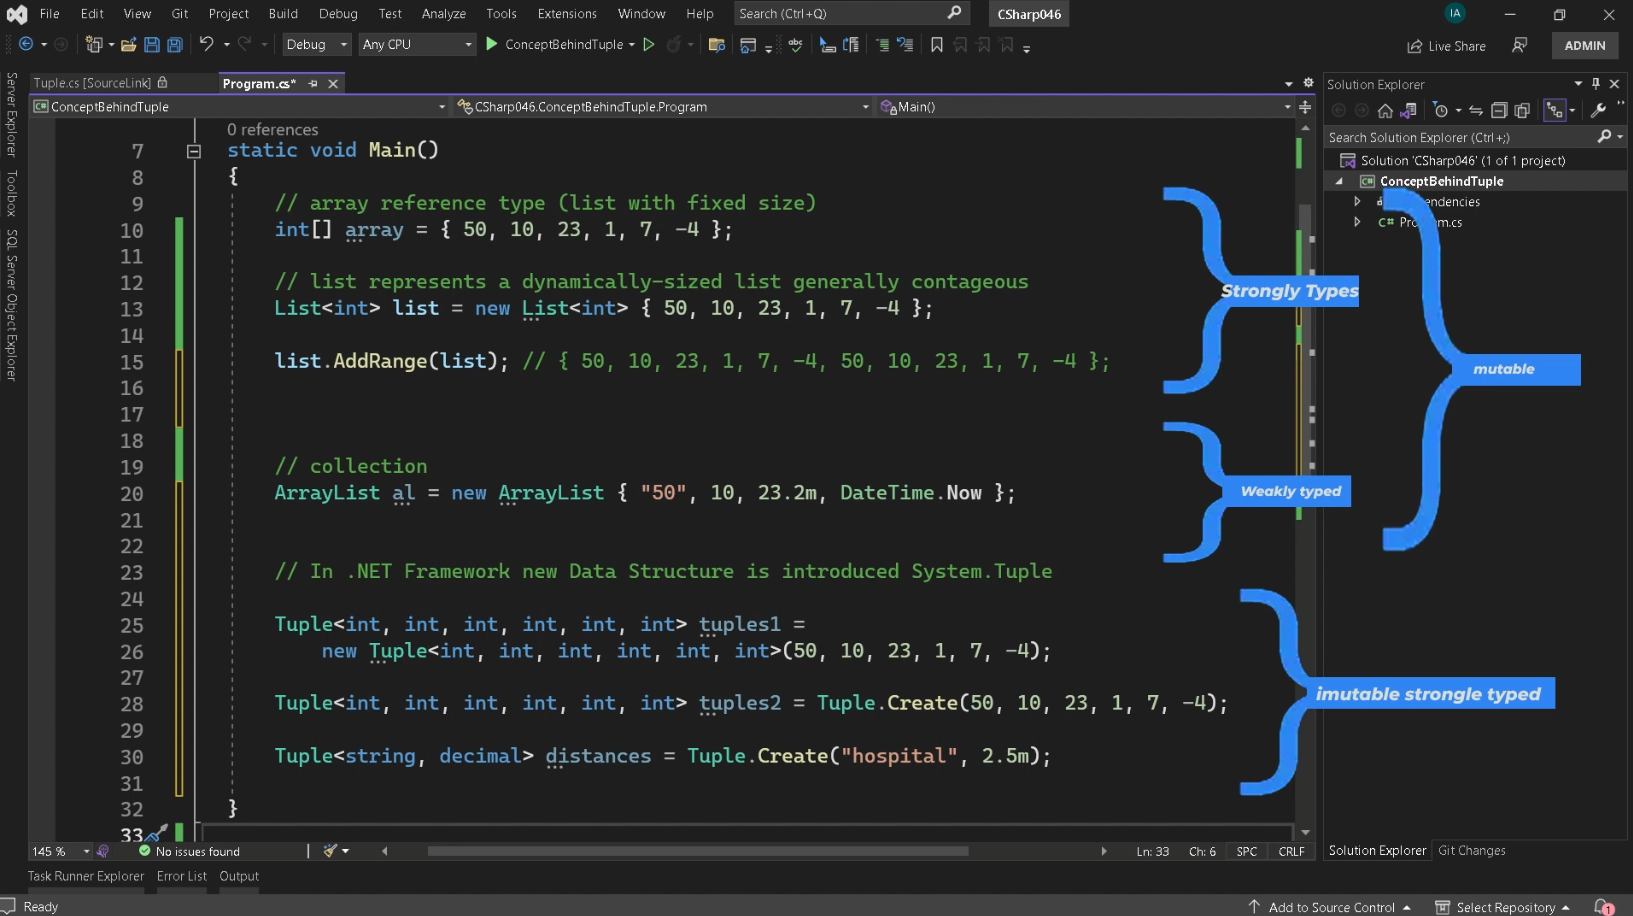 File Edit View Git Project Build Debug Test Analyze Tools Extensions Window Help Search (Ctrl+Q) CSharp046 IA
Debug Any CPU ConceptBehindTuple Live Share ADMIN
Server Explorer
Toolbox
SQL Server Object Explorer
Tuple.cs [SourceLink] Program.cs*
ConceptBehindTuple CSharp046.ConceptBehindTuple.Program Main()
0 references
7 static void Main()
8 {
9 // array reference type (list with fixed size)
10 int[] array = { 50, 10, 23, 1, 7, -4 };
11
12 // list represents a dynamically-sized list generally contageous
13 List<int> list = new List<int> { 50, 10, 23, 1, 7, -4 };
14
15 list.AddRange(list); // { 50, 10, 23, 1, 7, -4, 50, 10, 23, 1, 7, -4 };
16
17
18
19 // collection
20 ArrayList al = new ArrayList { "50", 10, 23.2m, DateTime.Now };
21
22
23 // In .NET Framework new Data Structure is introduced System.Tuple
24
25 Tuple<int, int, int, int, int, int> tuples1 =
26 new Tuple<int, int, int, int, int, int>(50, 10, 23, 1, 7, -4);
27
28 Tuple<int, int, int, int, int, int> tuples2 = Tuple.Create(50, 10, 23, 1, 7, -4);
29
30 Tuple<string, decimal> distances = Tuple.Create("hospital", 2.5m);
31
32 }
33
Strongly Types
Weakly typed
mutable
imutable strongle typed
Solution Explorer
Search Solution Explorer (Ctrl+;)
Solution 'CSharp046' (1 of 1 project)
ConceptBehindTuple
145 % No issues found Ln: 33 Ch: 6 SPC CRLF
Solution Explorer Git Changes
Task Runner Explorer Error List Output
Ready Add to Source Control Select Repository 1